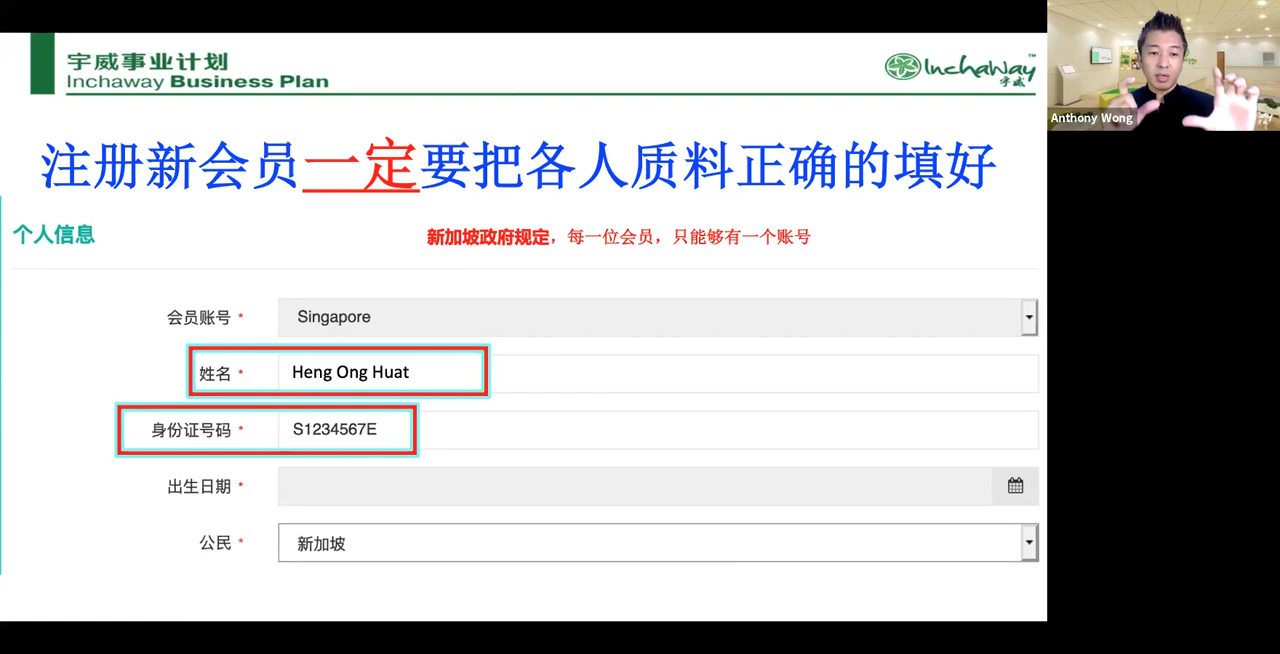 宇威事业计划
Inchaway Business Plan
Inchaway™
宇威
Anthony Wong
注册新会员一定要把各人质料正确的填好
个人信息
新加坡政府规定，每一位会员，只能够有一个账号
会员账号 * Singapore
姓名 * Heng Ong Huat
身份证号码 * S1234567E
出生日期 *
公民 * 新加坡